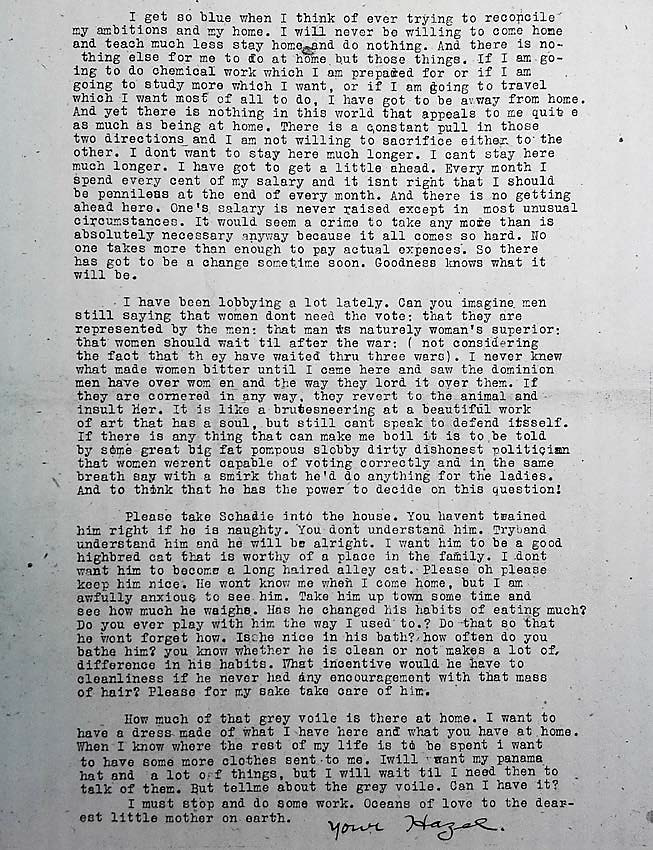 I get so blue when I think of ever trying to reconcile
my ambitions and my home. I will never be willing to come home
and teach much less stay home and do nothing. And there is no-
thing else for me to do at home but those things. If I am go-
ing to do chemical work which I am prepared for or if I am
going to study more which I want, or if I am going to travel
which I want most of all to do, I have got to be avway from home.
And yet there is nothing in this world that appeals to me quit e
as much as being at home. There is a constant pull in those
two directions and I am not willing to sacrifice either to the
other. I dont want to stay here much longer. I cant stay here
much longer. I have got to get a little ahead. Every month I
spend every cent of my salary and it isnt right that I should
be pennileas at the end of every month. And there is no getting
ahead here. One's salary is never raised except in most unusual
circumstances. It would seem a crime to take any more than is
absolutely necessary anyway because it all comes so hard. No
one takes more than enough to pay actual expences. So there
has got to be a change sometime soon. Goodness knows what it
will be.
I have been lobbying a lot lately. Can you imagine men
still saying that women dont need the vote: that they are
represented by the men: that man is naturely woman's superior:
that women should wait til after the war: ( not considering
the fact that th ey have waited thru three wars). I never knew
what made women bitter until I came here and saw the dominion
men have over wom en and the way they lord it over them. If
they are cornered in any way, they revert to the animal and
insult Her. It is like a brutesneering at a beautiful work
of art that has a soul, but still cant speak to defend itsself.
If there is any thing that can make me boil it is to be told
by some great big fat pompous slobby dirty dishonest politician
that women werent capable of voting correctly and in the same
breath say with a smirk that he'd do anything for the ladies.
And to think that he has the power to decide on this question!
Please take Schadie into the house. You havent trained
him right if he is naughty. You dont understand him. Tryband
understand him and he will be alright. I want him to be a good
highbred cat that is worthy of a place in the family. I dont
want him to become a long haired alley cat. Please oh please
keep him nice. He wont know me when I come home, but I am
awfully anxious to see him. Take him up town some time and
see how much he waighs. Has he changed his habits of eating much?
Do you ever play with him the way I used to.? Do that so that
he wont forget how. Is he nice in his bath? how often do you
bathe him? you know whether he is clean or not makes a lot of
difference in his habits. What incentive would he have to
cleanliness if he never had any encouragement with that mass
of hair? Please for my sake take care of him.
How much of that grey voile is there at home. I want to
have a dress made of what I have here and what you have at home.
When I know where the rest of my life is to be spent i want
to have some more clothes sent to me. Iwill want my panama
hat and a lot of things, but I will wait til I need then to
talk of them. But tellme about the grey voile. Can I have it?
I must stop and do some work. Oceans of love to the dear-
est little mother on earth.
Your Hazel.